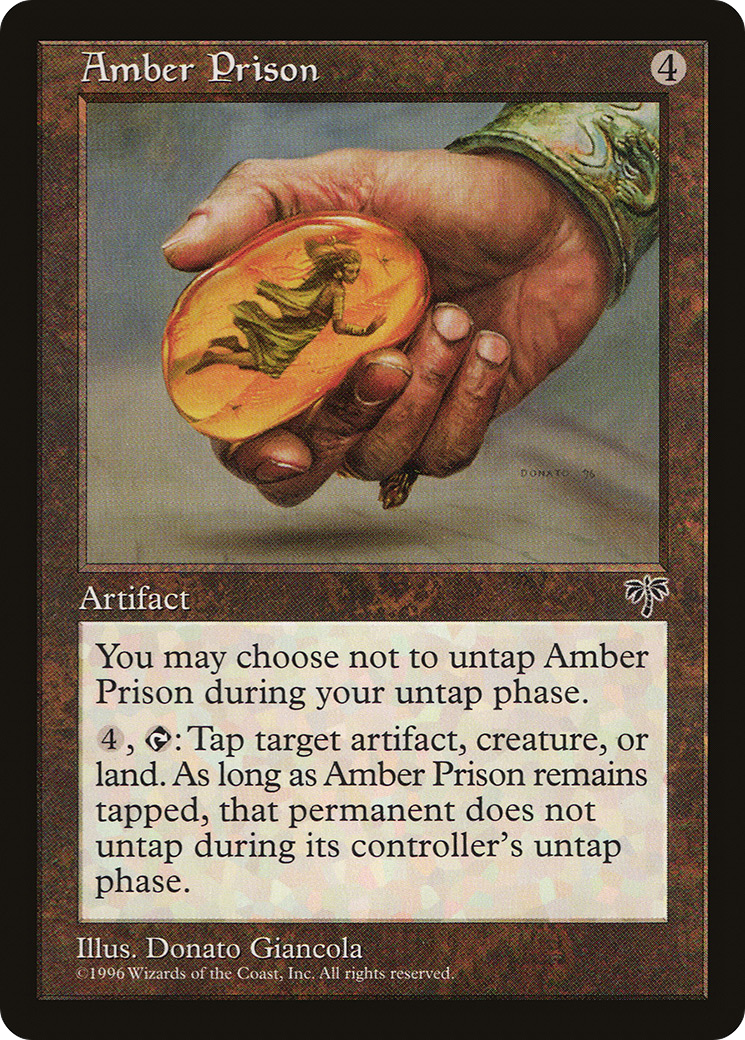 Amber Prison 4
DONATO 96
Artifact
You may choose not to untap Amber
Prison during your untap phase.
4, : Tap target artifact, creature, or
land. As long as Amber Prison remains
tapped, that permanent does not
untap during its controller's untap
phase.
Illus. Donato Giancola
©1996 Wizards of the Coast, Inc. All rights reserved.